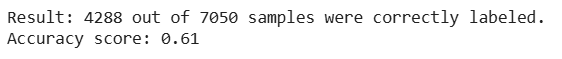 Result: 4288 out of 7050 samples were correctly labeled.
Accuracy score: 0.61